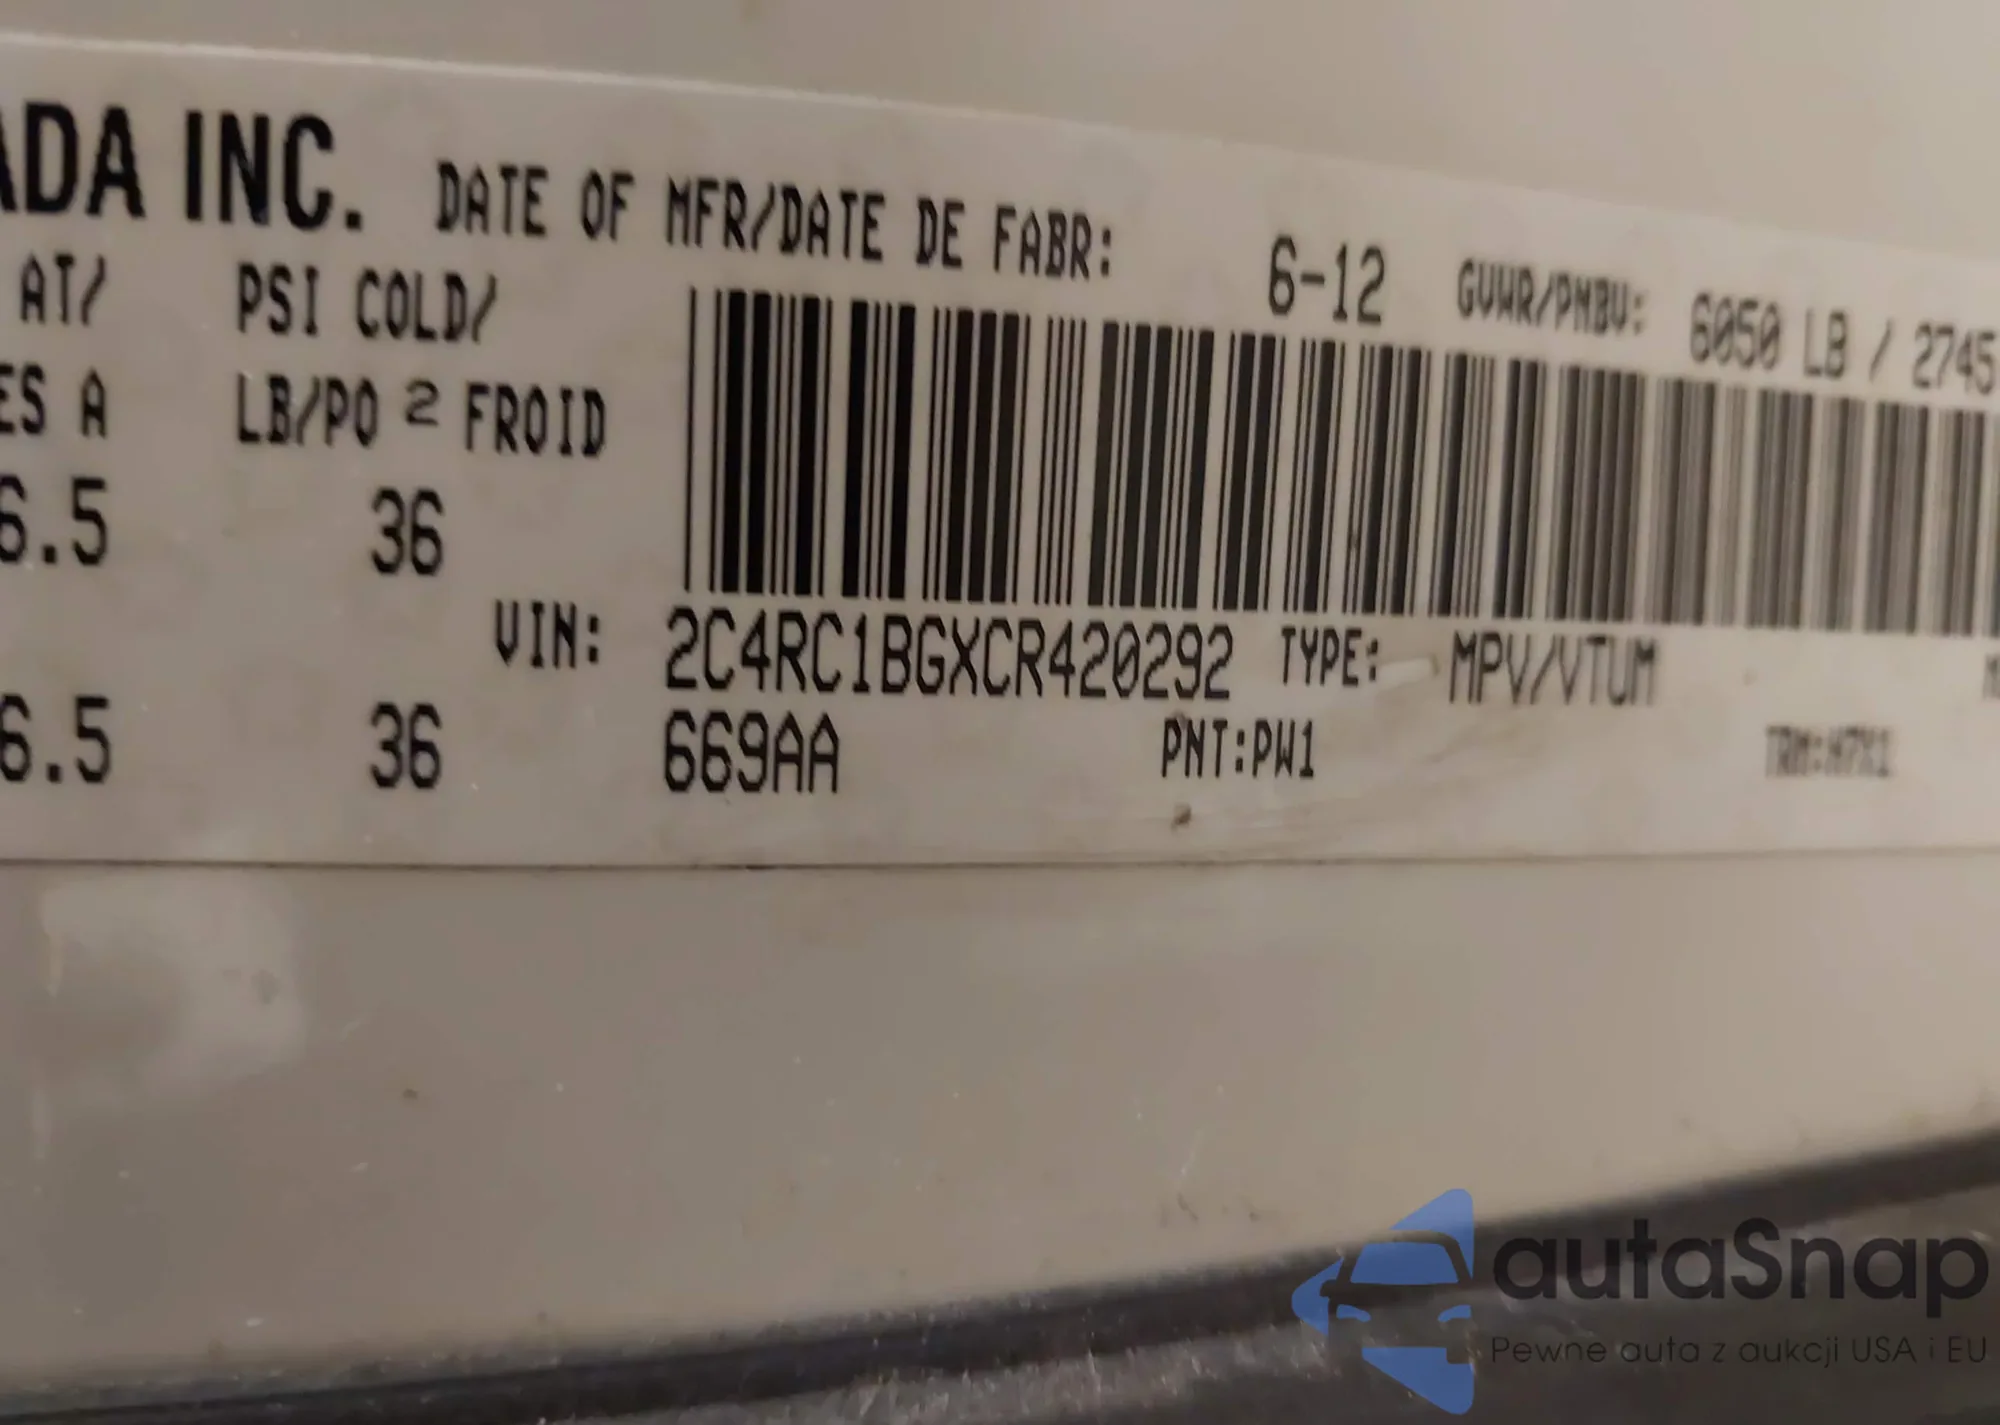 ADA INC. DATE OF MFR/DATE DE FABR: 6-12 GVWR/PNBV: 6050 LB / 2745
AT/ PSI COLD/
ES A LB/PO 2 FROID
6.5 36
VIN: 2C4RC1BGXCR420292 TYPE: MPV/VTUM
6.5 36 669AA PNT:PW1 TRM:H7X1
autaSnap
Pewne auta z aukcji USA i EU